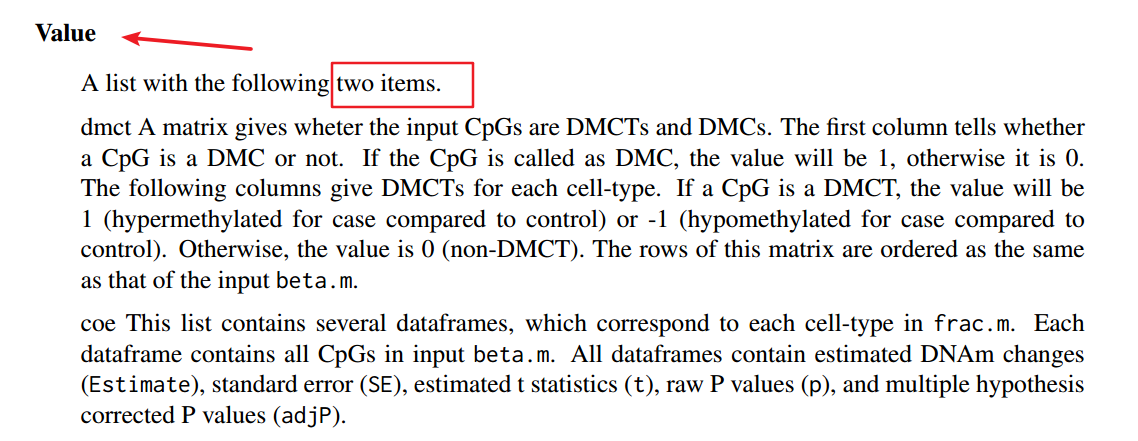 Value
A list with the following two items.
dmct A matrix gives wheter the input CpGs are DMCTs and DMCs. The first column tells whether
a CpG is a DMC or not. If the CpG is called as DMC, the value will be 1, otherwise it is 0.
The following columns give DMCTs for each cell-type. If a CpG is a DMCT, the value will be
1 (hypermethylated for case compared to control) or -1 (hypomethylated for case compared to
control). Otherwise, the value is 0 (non-DMCT). The rows of this matrix are ordered as the same
as that of the input beta.m.
coe This list contains several dataframes, which correspond to each cell-type in frac.m. Each
dataframe contains all CpGs in input beta.m. All dataframes contain estimated DNAm changes
(Estimate), standard error (SE), estimated t statistics (t), raw P values (p), and multiple hypothesis
corrected P values (adjP).